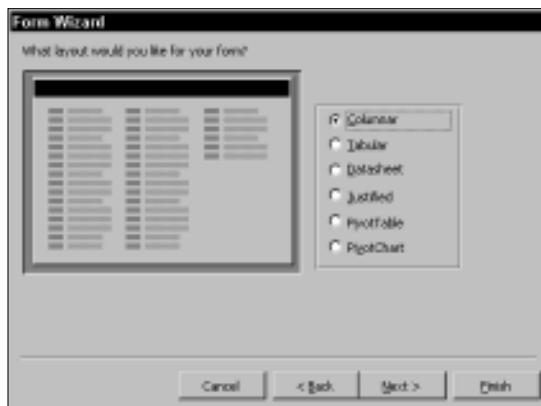 Form Wizard
What layout would you like for your form?
Columnar
Tabular
Datasheet
Justified
PivotTable
PivotChart
Cancel
< Back
Next >
Finish